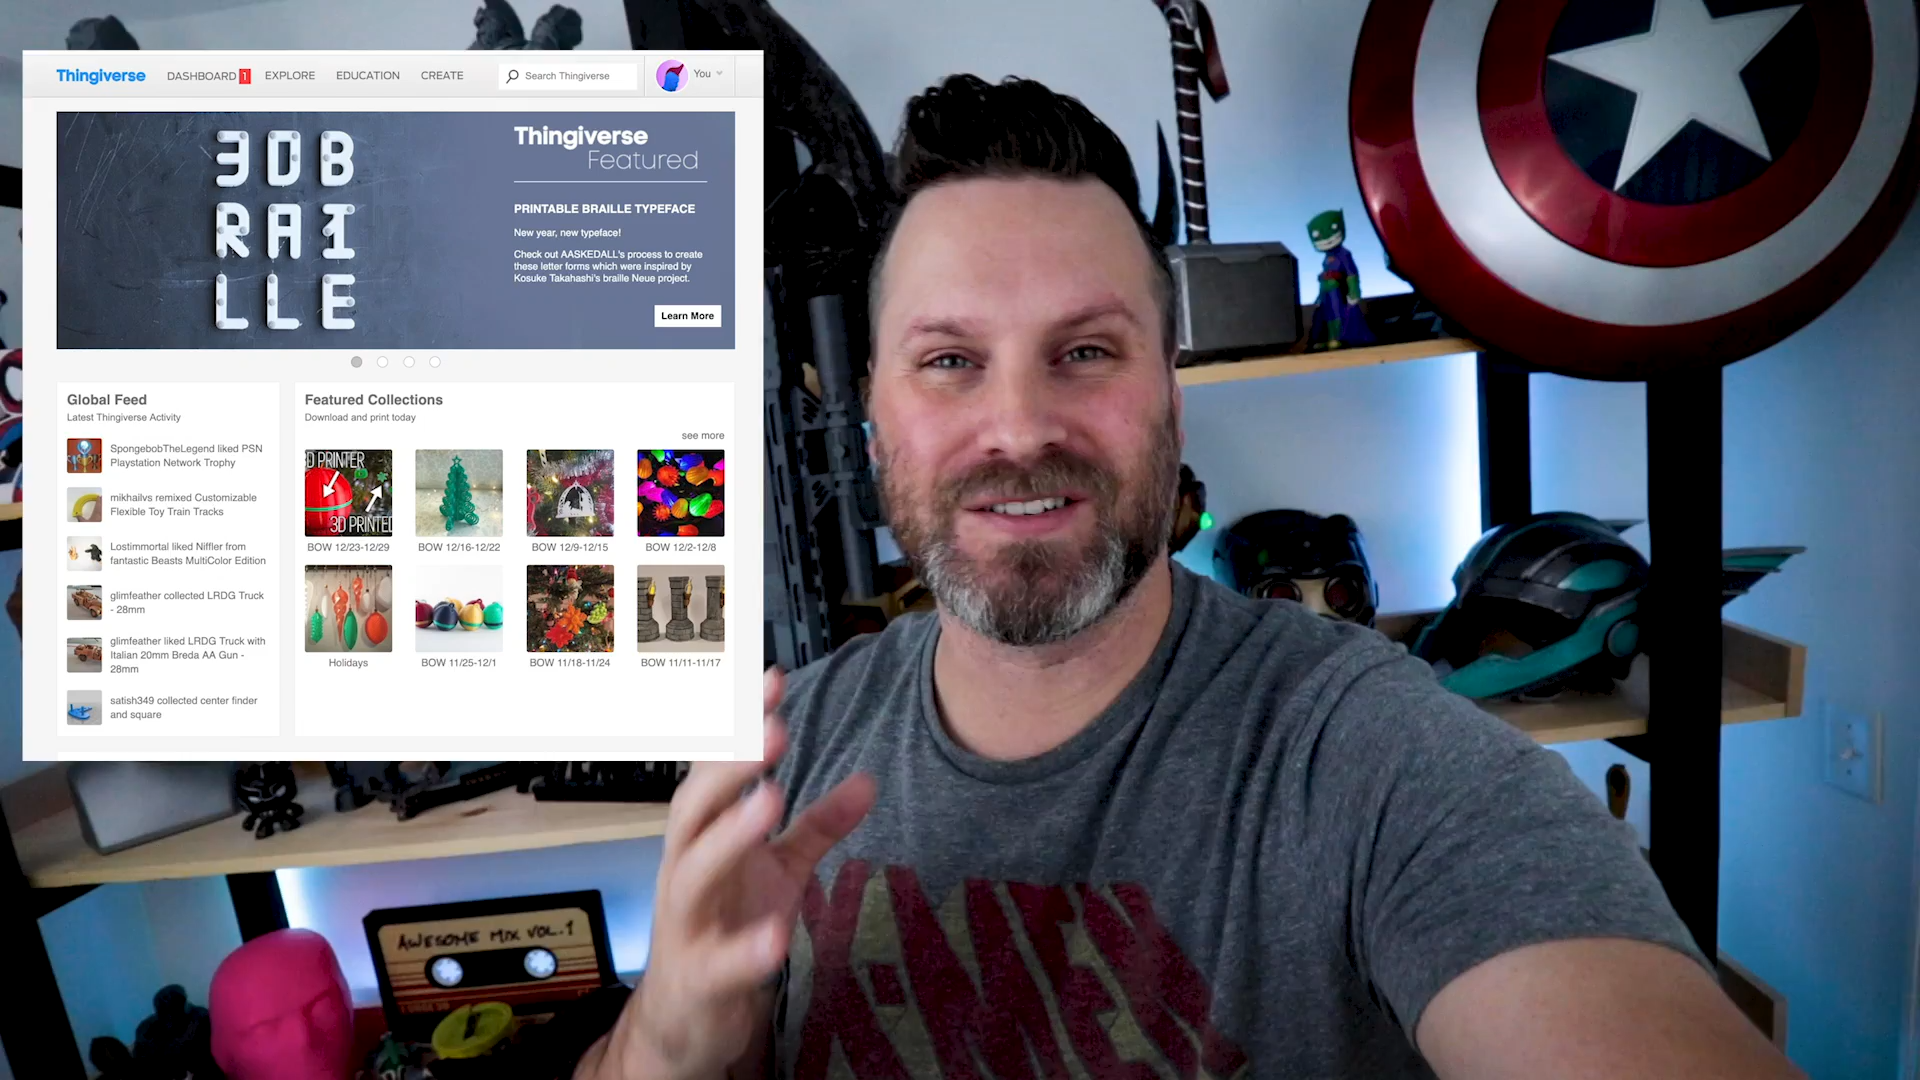 Thingiverse
DASHBOARD 1
EXPLORE
EDUCATION
CREATE
Search Thingiverse
You
3DB
RAI
LLE
Thingiverse
Featured
PRINTABLE BRAILLE TYPEFACE
New year, new typeface!
Check out AASKEDALL's process to create
these letter forms which were inspired by
Kosuke Takahashi's braille Neue project.
Learn More
Global Feed
Latest Thingiverse Activity
SpongebobTheLegend liked PSN
Playstation Network Trophy
mikhailvs remixed Customizable
Flexible Toy Train Tracks
Lostimmortal liked Niffler from
fantastic Beasts MultiColor Edition
glimfeather collected LRDG Truck
- 28mm
glimfeather liked LRDG Truck with
Italian 20mm Breda AA Gun -
28mm
satish349 collected center finder
and square
Featured Collections
Download and print today
see more
D PRINTER
3D PRINTED
BOW 12/23-12/29
BOW 12/16-12/22
BOW 12/9-12/15
BOW 12/2-12/8
Holidays
BOW 11/25-12/1
BOW 11/18-11/24
BOW 11/11-11/17
AWESOME MIX VOL.1
X-MEN